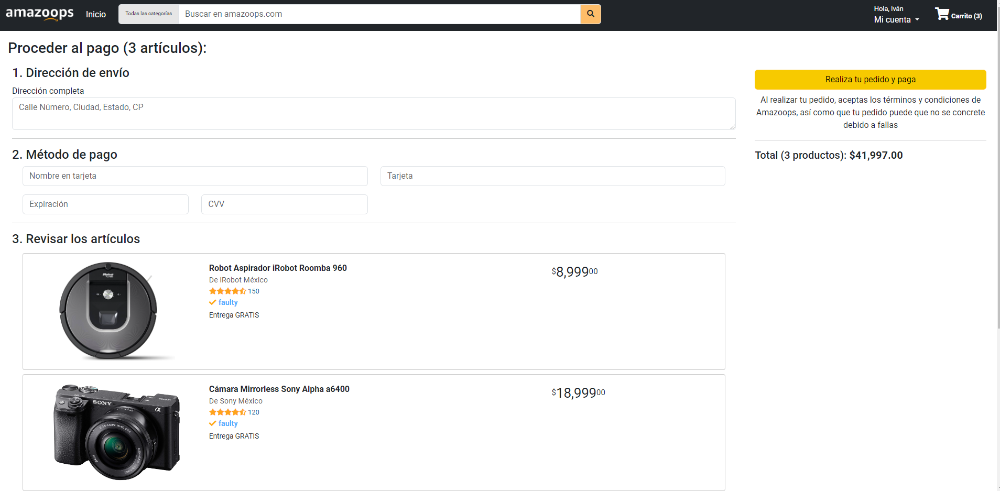 amazoops
Inicio
Todas las categorías
Buscar en amazoops.com
Hola, Iván
Mi cuenta
Carrito (3)
Proceder al pago (3 artículos):
1. Dirección de envío
Dirección completa
Calle Número, Ciudad, Estado, CP
2. Método de pago
Nombre en tarjeta
Tarjeta
Expiración
CVV
3. Revisar los artículos
iRobot
Robot Aspirador iRobot Roomba 960
De iRobot México
150
faulty
Entrega GRATIS
$8,99900
SONY
α
Cámara Mirrorless Sony Alpha a6400
De Sony México
120
faulty
Entrega GRATIS
$18,99900
Realiza tu pedido y paga
Al realizar tu pedido, aceptas los términos y condiciones de
Amazoops, así como que tu pedido puede que no se concrete
debido a fallas
Total (3 productos): $41,997.00